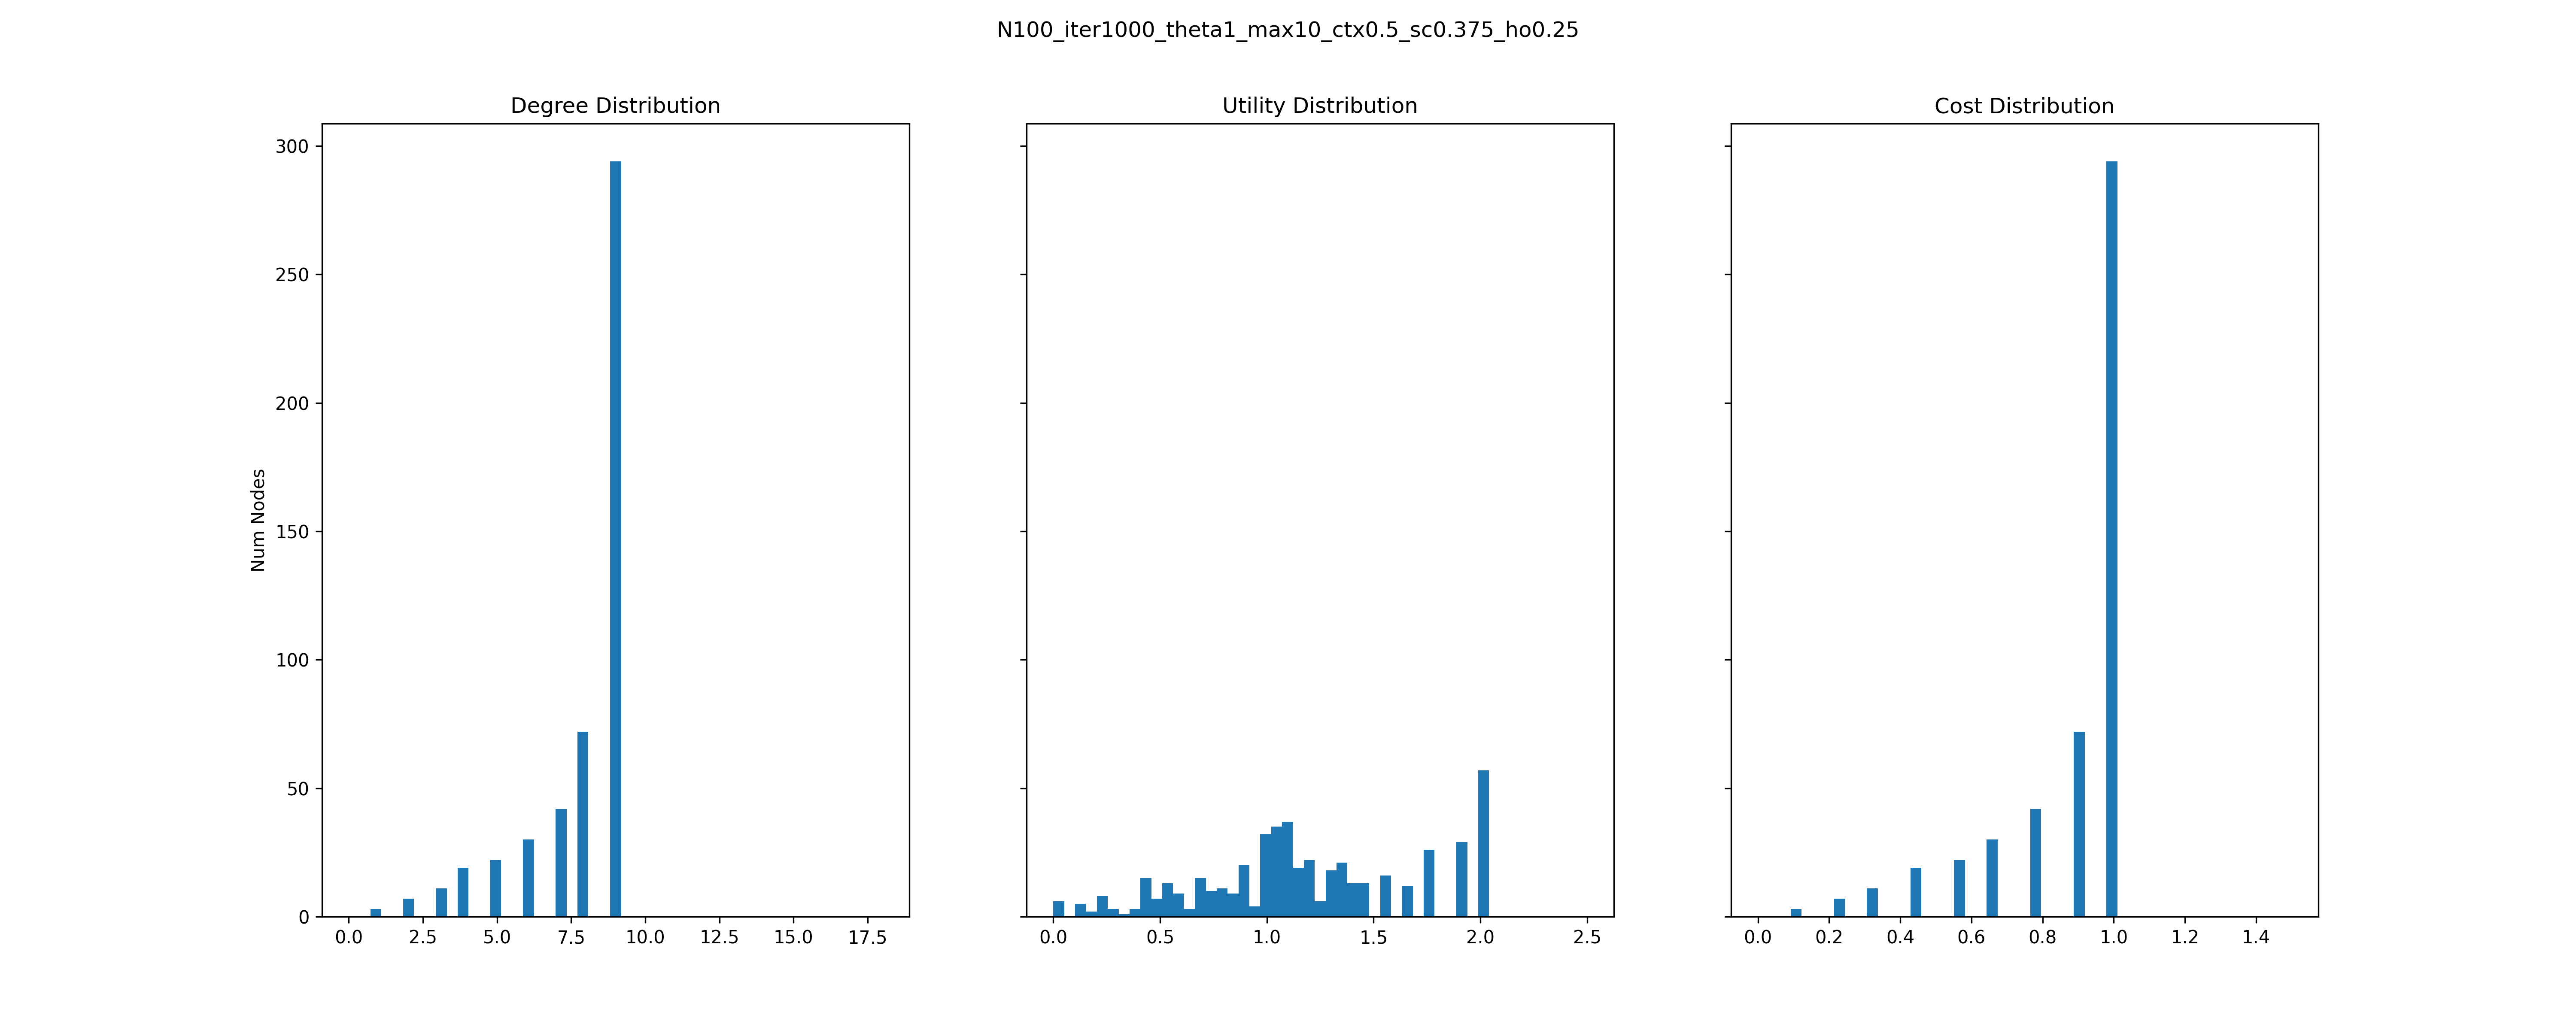 N100_iter1000_theta1_max10_ctx0.5_sc0.375_ho0.25
Degree Distribution
Utility Distribution
Cost Distribution
Num Nodes
300
250
200
150
100
50
0
0.0 2.5 5.0 7.5 10.0 12.5 15.0 17.5
0.0 0.5 1.0 1.5 2.0 2.5
0.0 0.2 0.4 0.6 0.8 1.0 1.2 1.4